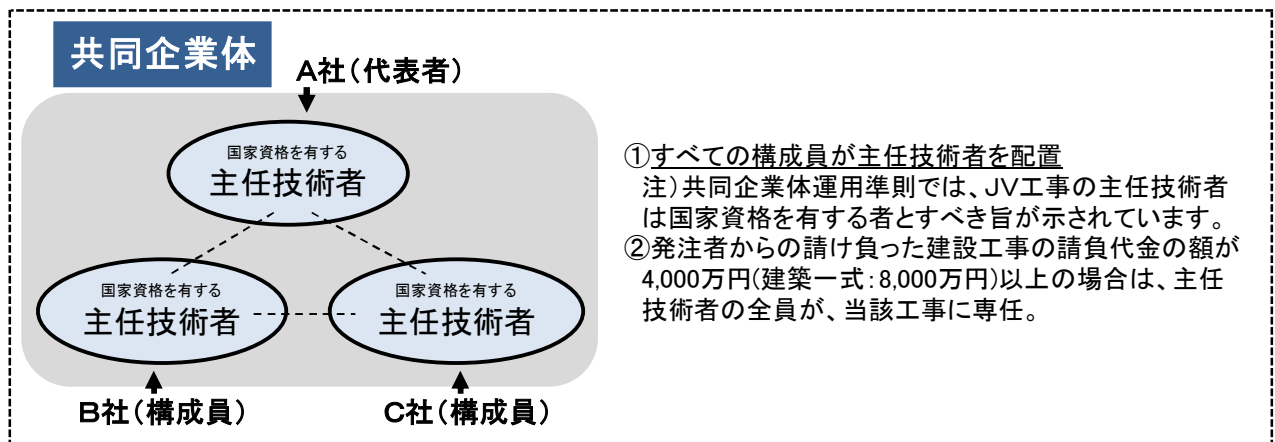 共同企業体
A社(代表者)
国家資格を有する
主任技術者
国家資格を有する
主任技術者
国家資格を有する
主任技術者
B社(構成員)
C社(構成員)
①すべての構成員が主任技術者を配置
注)共同企業体運用準則では、JV工事の主任技術者
は国家資格を有する者とすべき旨が示されています。
②発注者からの請け負った建設工事の請負代金の額が
4,000万円(建築一式:8,000万円)以上の場合は、主任
技術者の全員が、当該工事に専任。